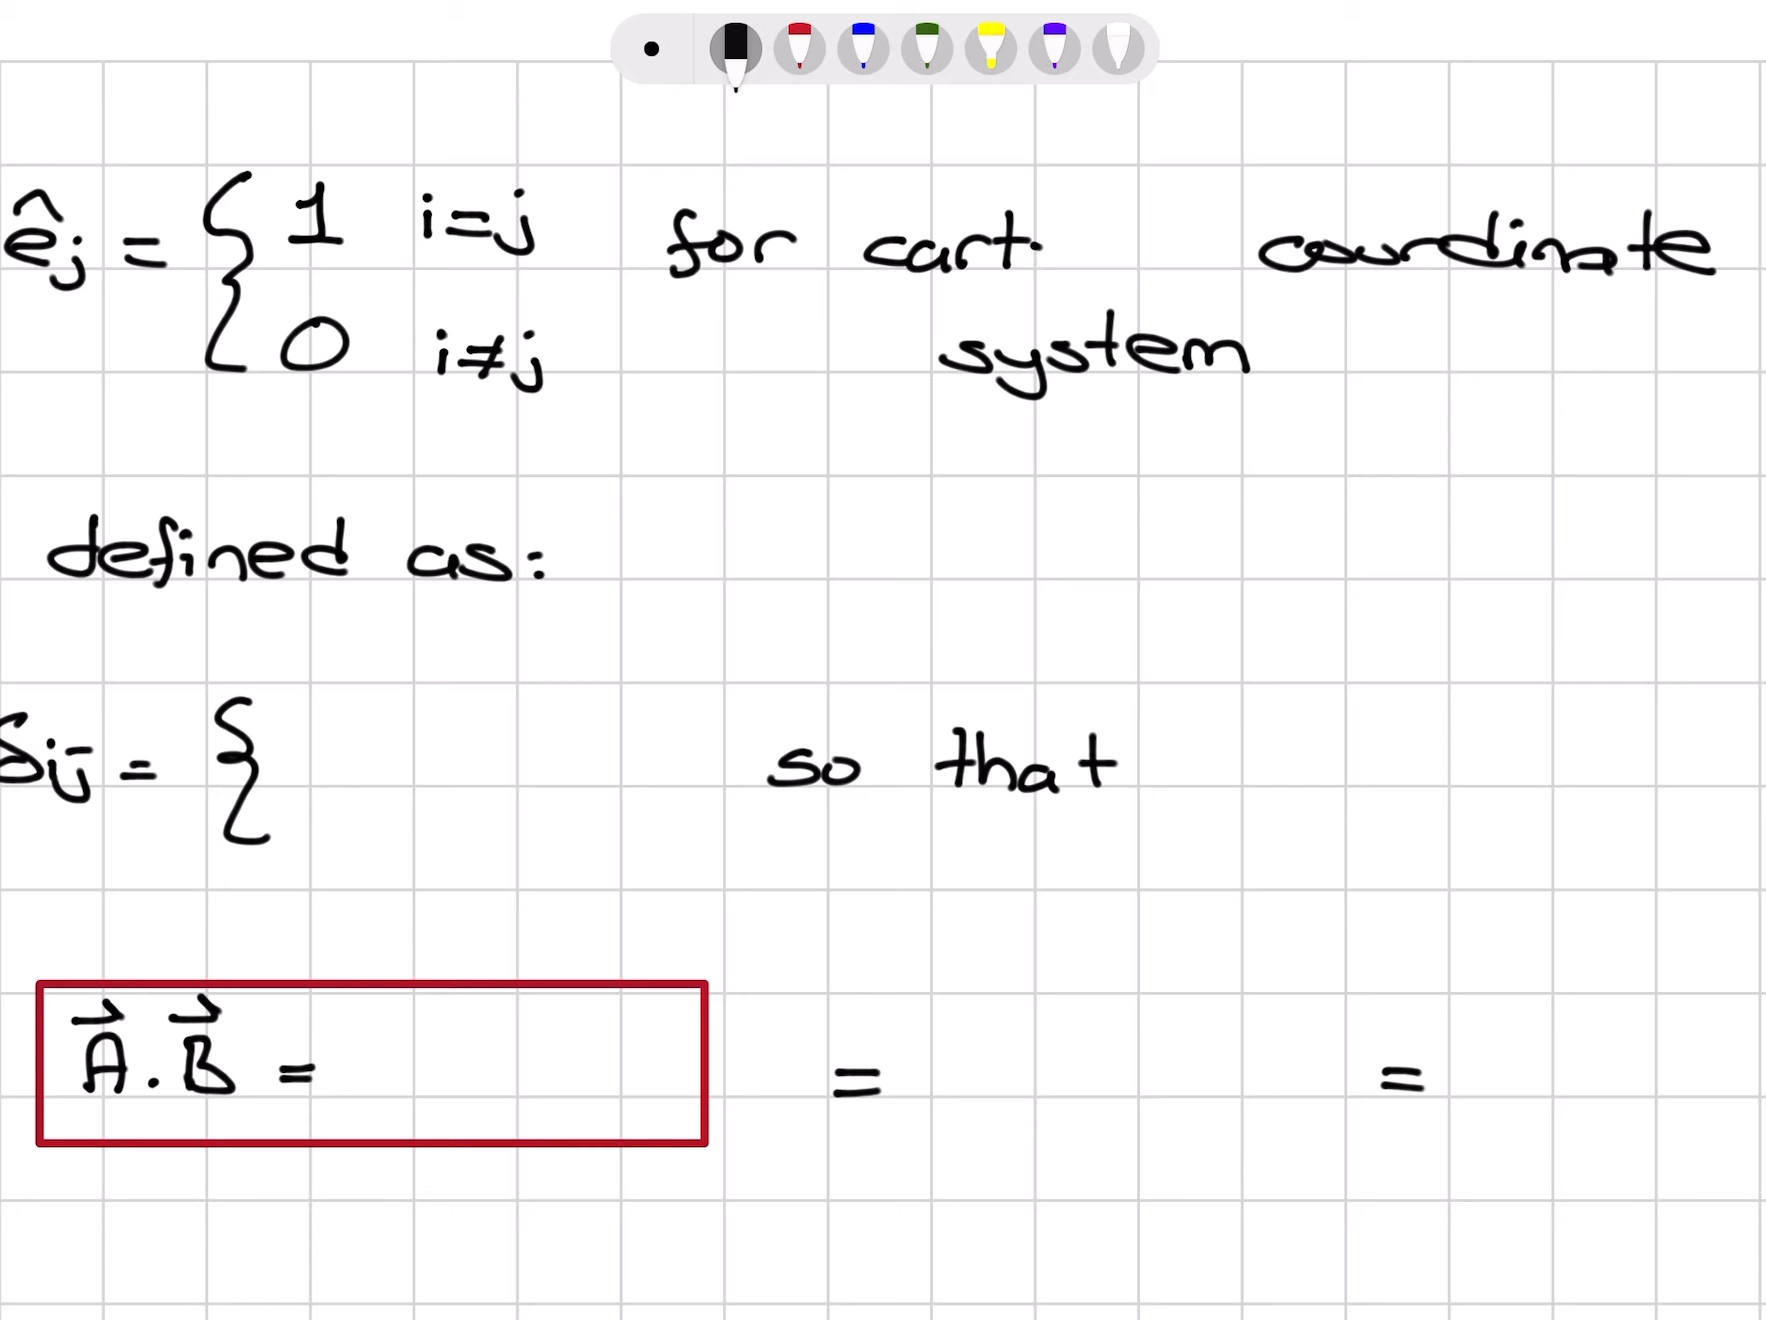 êj = { 1 i=j for cart. coordinate
0 i≠j system
defined as:
δij = { so that
A⃗ . B⃗ = = =